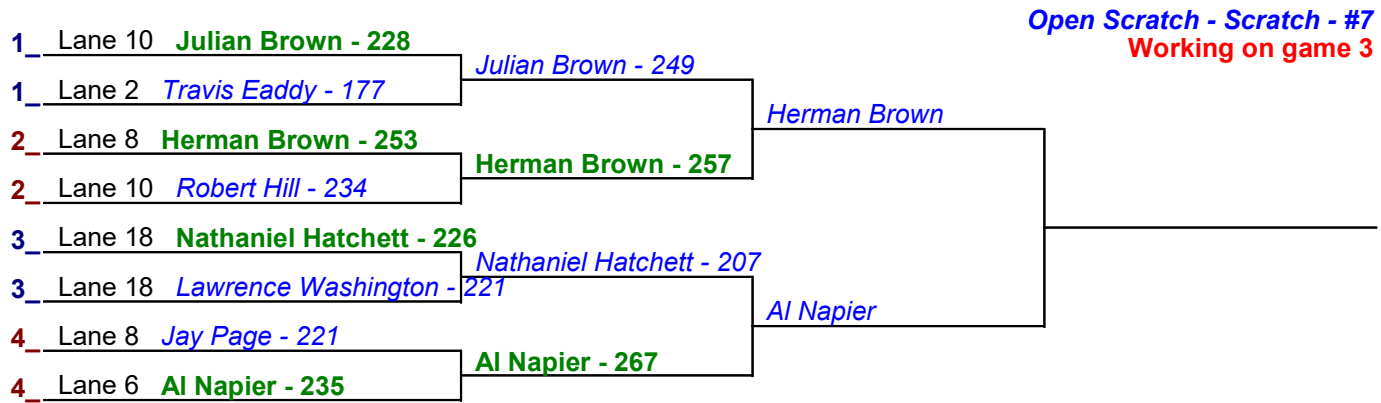 Open Scratch - Scratch - #7
Working on game 3
1_ Lane 10 Julian Brown - 228
Julian Brown - 249
1_ Lane 2 Travis Eaddy - 177
Herman Brown
2_ Lane 8 Herman Brown - 253
Herman Brown - 257
2_ Lane 10 Robert Hill - 234
3_ Lane 18 Nathaniel Hatchett - 226
Nathaniel Hatchett - 207
3_ Lane 18 Lawrence Washington - 221
Al Napier
4_ Lane 8 Jay Page - 221
Al Napier - 267
4_ Lane 6 Al Napier - 235